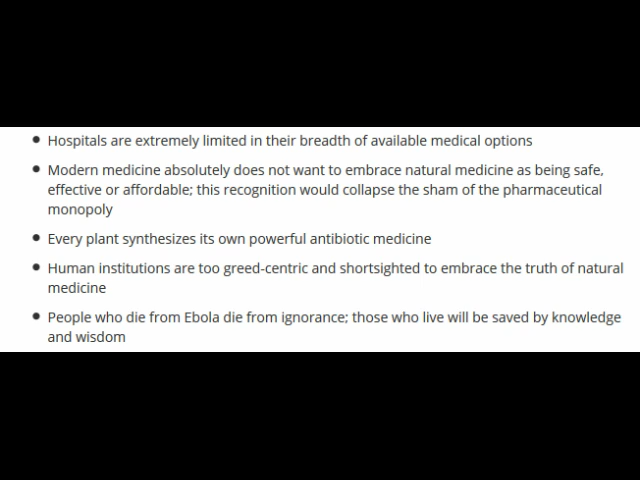 • Hospitals are extremely limited in their breadth of available medical options
• Modern medicine absolutely does not want to embrace natural medicine as being safe,
effective or affordable; this recognition would collapse the sham of the pharmaceutical
monopoly
• Every plant synthesizes its own powerful antibiotic medicine
• Human institutions are too greed-centric and shortsighted to embrace the truth of natural
medicine
• People who die from Ebola die from ignorance; those who live will be saved by knowledge
and wisdom